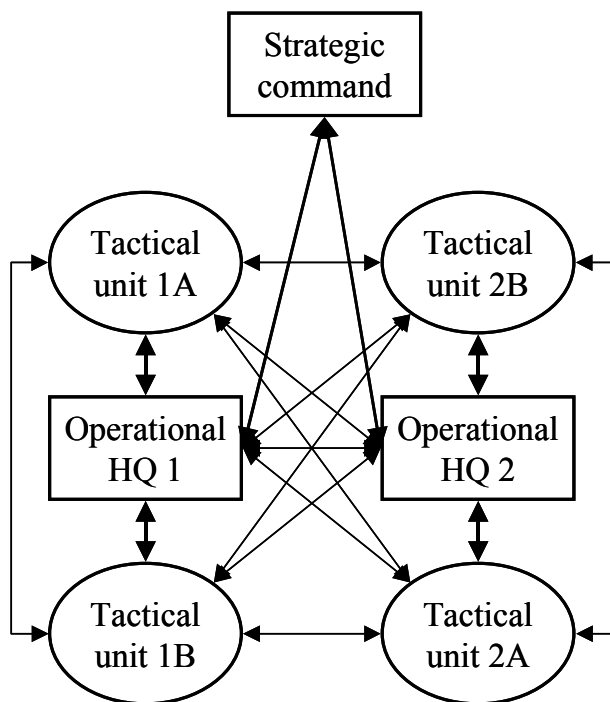 Strategic
command
Tactical
unit 1A
Tactical
unit 2B
Operational
HQ 1
Operational
HQ 2
Tactical
unit 1B
Tactical
unit 2A